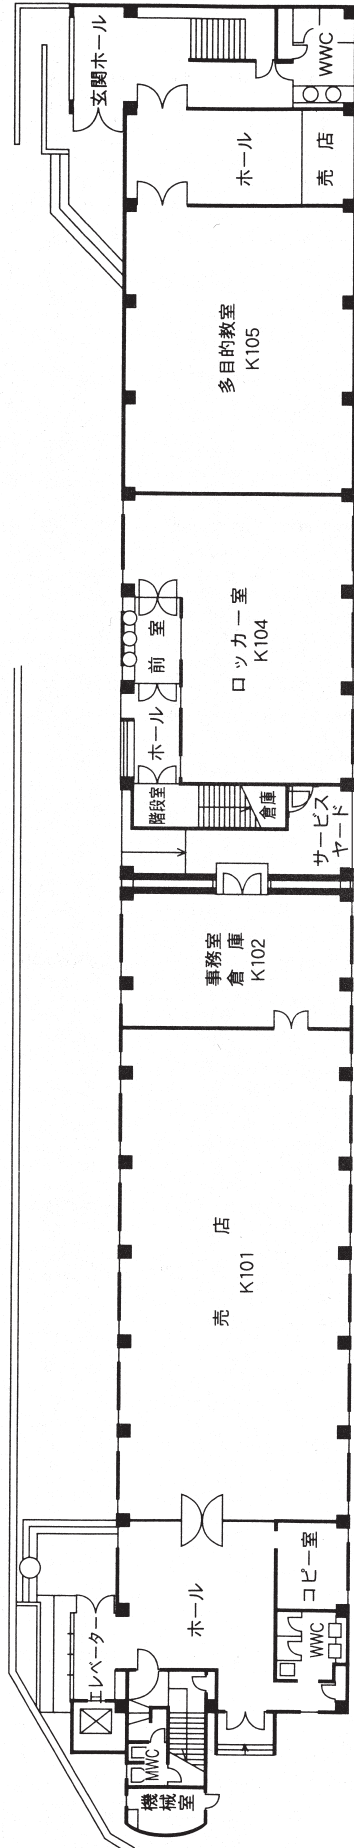 玄関ホール
WWC
ホール
売店
多目的教室
K105
ロッカー室
K104
前室
ホール
階段室
倉庫
サービス
ヤード
事務室
倉庫
K102
売店
K101
ホール
コピー室
WWC
エレベーター
MWC
機械室